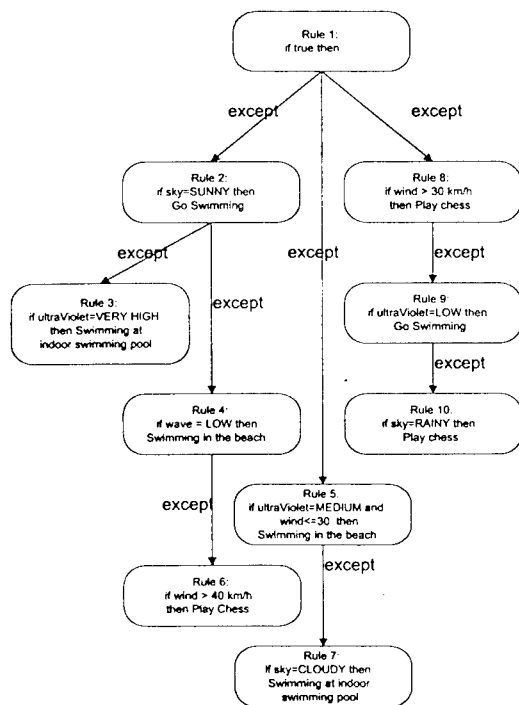 Rule 1:
if true then
except
except
Rule 2:
if sky=SUNNY then
Go Swimming
Rule 8:
if wind > 30 km/h
then Play chess
except
except
except
except
Rule 3:
if ultraViolet=VERY HIGH
then Swimming at
indoor swimming pool
Rule 9:
if ultraViolet=LOW then
Go Swimming
except
Rule 4:
if wave = LOW then
Swimming in the beach
Rule 10.
if sky=RAINY then
Play chess
Rule 5.
if ultraViolet=MEDIUM and
wind<=30 then
Swimming in the beach
except
except
Rule 6:
if wind > 40 km/h
then Play Chess
Rule 7:
If sky=CLOUDY then
Swimming at indoor
swimming pool